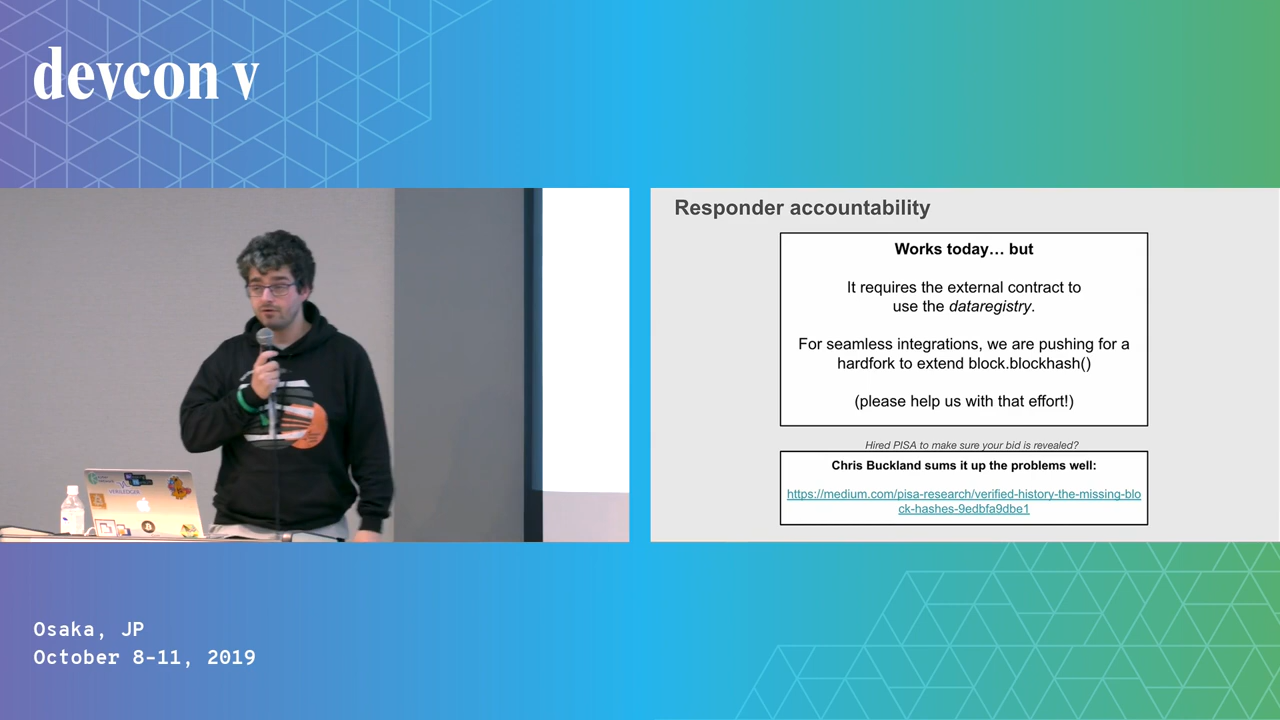 devcon v
Responder accountability
Works today… but
It requires the external contract to
use the dataregistry.
For seamless integrations, we are pushing for a
hardfork to extend block.blockhash()
(please help us with that effort!)
Hired PISA to make sure your bid is revealed?
Chris Buckland sums it up the problems well:
https://medium.com/pisa-research/verified-history-the-missing-blo
ck-hashes-9edbfa9dbe1
Osaka, JP
October 8-11, 2019